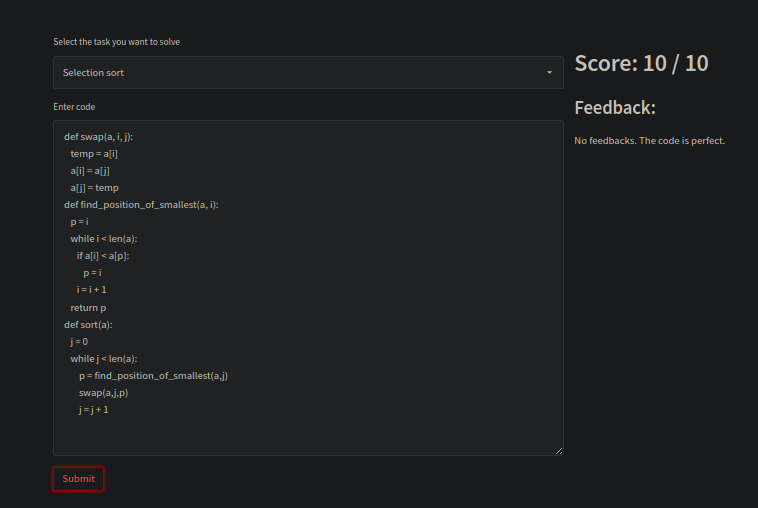 Select the task you want to solve
Selection sort
Enter code
def swap(a, i, j):
temp = a[i]
a[i] = a[j]
a[j] = temp
def find_position_of_smallest(a, i):
p = i
while i < len(a):
if a[i] < a[p]:
p = i
i = i + 1
return p
def sort(a):
j = 0
while j < len(a):
p = find_position_of_smallest(a,j)
swap(a,j,p)
j = j + 1
Submit
Score: 10 / 10
Feedback:
No feedbacks. The code is perfect.